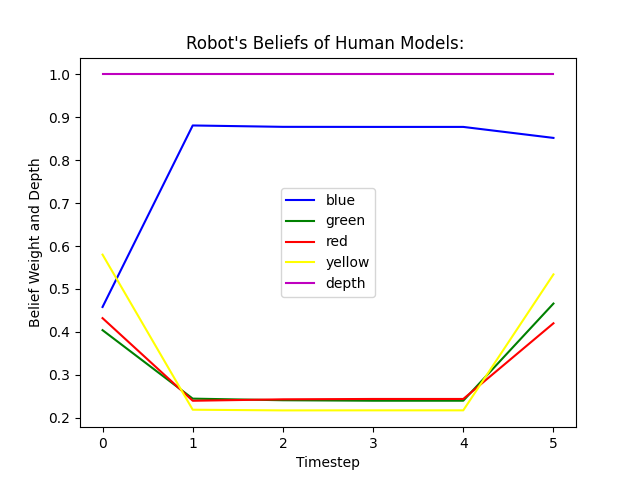 Robot's Beliefs of Human Models:
Belief Weight and Depth
1.0
0.9
0.8
0.7
0.6
0.5
0.4
0.3
0.2
blue
green
red
yellow
depth
0 1 2 3 4 5
Timestep